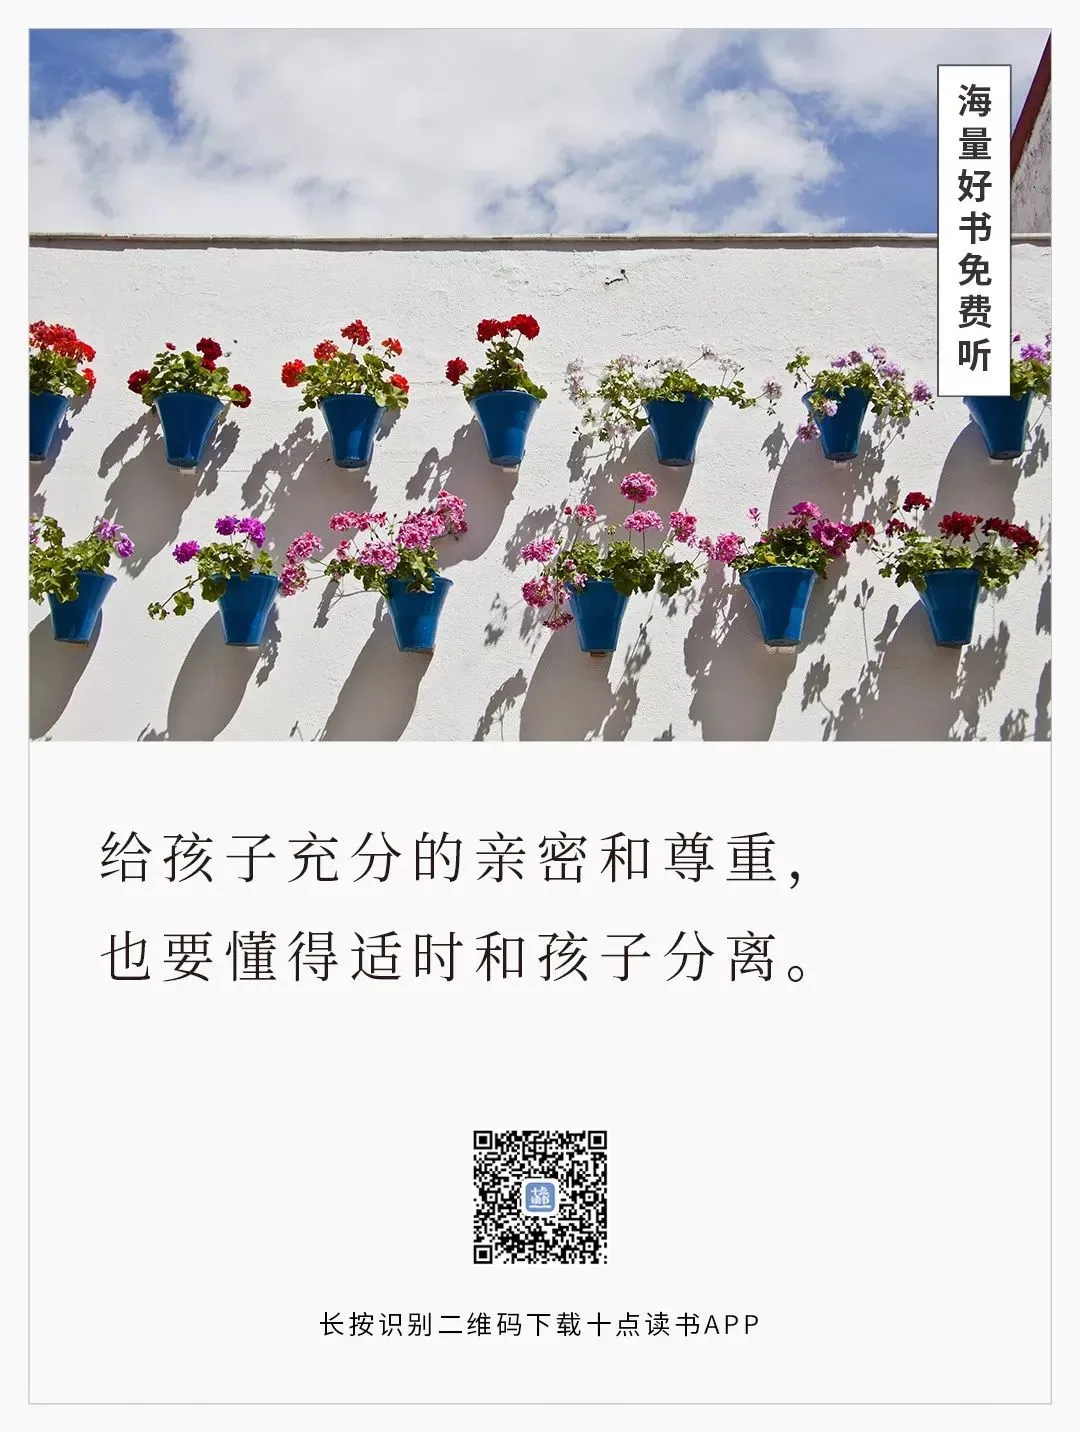 海量好书免费听
给孩子充分的亲密和尊重，
也要懂得适时和孩子分离。
长按识别二维码下载十点读书APP